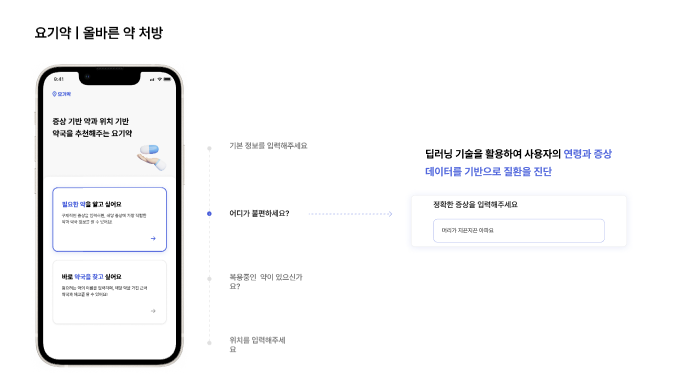 요기약 | 올바른 약 처방
9:41
요기약
증상 기반 약과 위치 기반
약국을 추천해주는 요기약
필요한 약을 알고 싶어요
바로 약국을 찾고 싶어요
기본 정보를 입력해주세요
어디가 불편하세요?
복용중인 약이 있으신가
요?
위치를 입력해주세
요
딥러닝 기술을 활용하여 사용자의 연령과 증상
데이터를 기반으로 질환을 진단
정확한 증상을 입력해주세요
머리가 지끈지끈 아파요